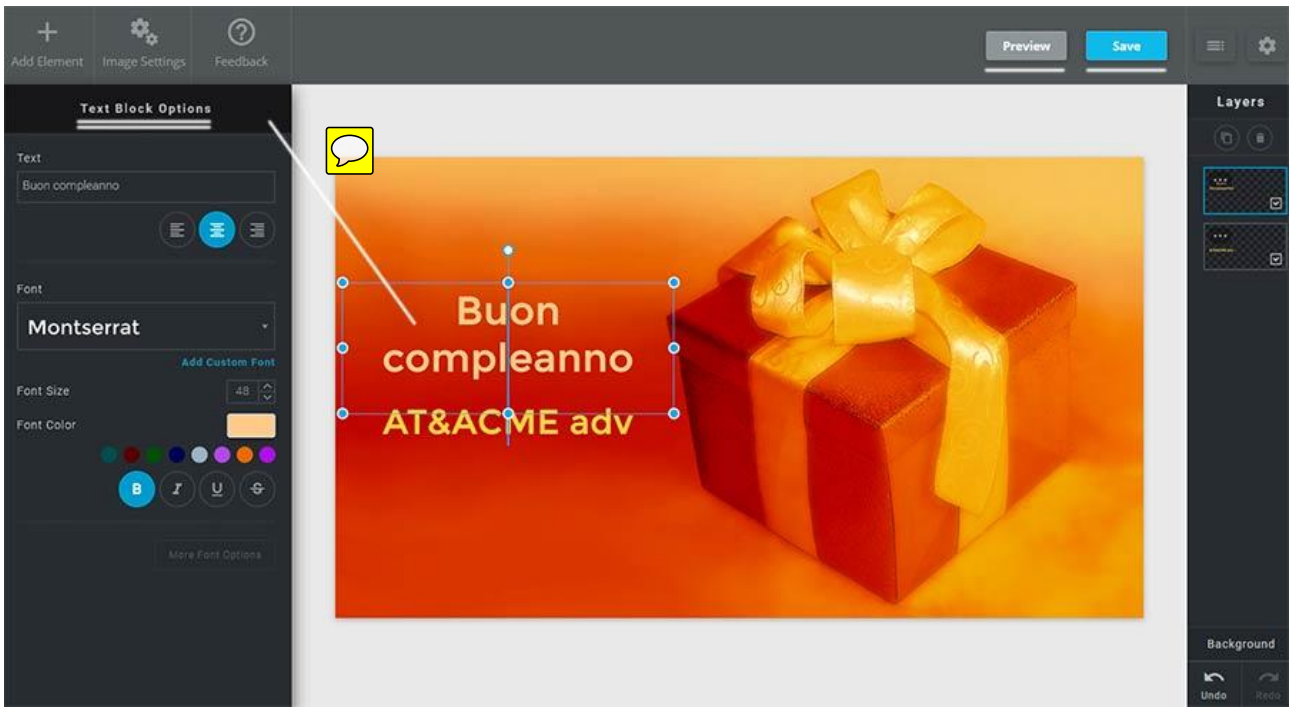 Add Element
Image Settings
Feedback
Preview
Save
Text Block Options
Text
Buon compleanno
Font
Montserrat
Add Custom Font
Font Size
48
Font Color
B
I
U
S
More Font Options
Buon
compleanno
AT&ACME adv
Layers
Background
Undo
Redo